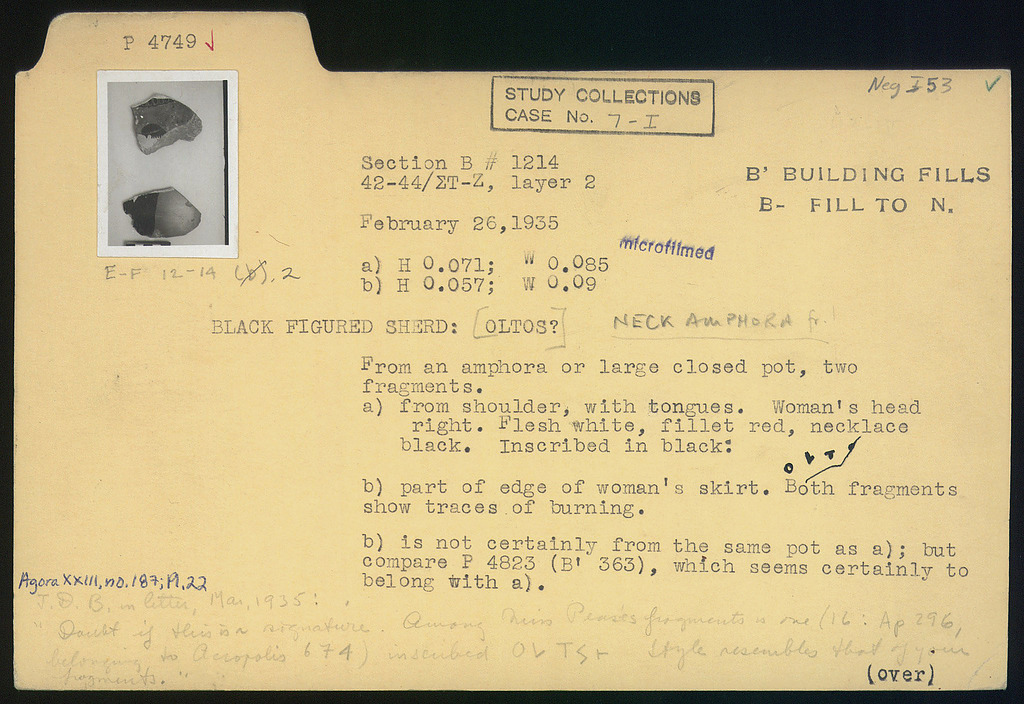 P 4749 ✓
Neg I 53 ✓
STUDY COLLECTIONS
CASE No. 7-I
Section B # 1214
42-44/ΣΤ-Ζ, layer 2
B' BUILDING FILLS
B- FILL TO N.
February 26,1935
microfilmed
a) H 0.071; W 0.085
b) H 0.057; W 0.09
E-F 12-14 (b).2
BLACK FIGURED SHERD: [OLTOS?] NECK AMPHORA fr.
From an amphora or large closed pot, two
fragments.
a) from shoulder, with tongues. Woman's head
right. Flesh white, fillet red, necklace
black. Inscribed in black:
b) part of edge of woman's skirt. Both fragments
show traces of burning.
b) is not certainly from the same pot as a); but
compare P 4823 (B' 363), which seems certainly to
belong with a).
Agora XXIII, no. 187; Pl. 22
J.D.B. in letter, Mar, 1935:
"Doubt if this is a signature. Among Miss Pease's fragments is one (16: Ap 296,
belonging to Acropolis 674) inscribed Style resembles that of your
fragments."
(over)